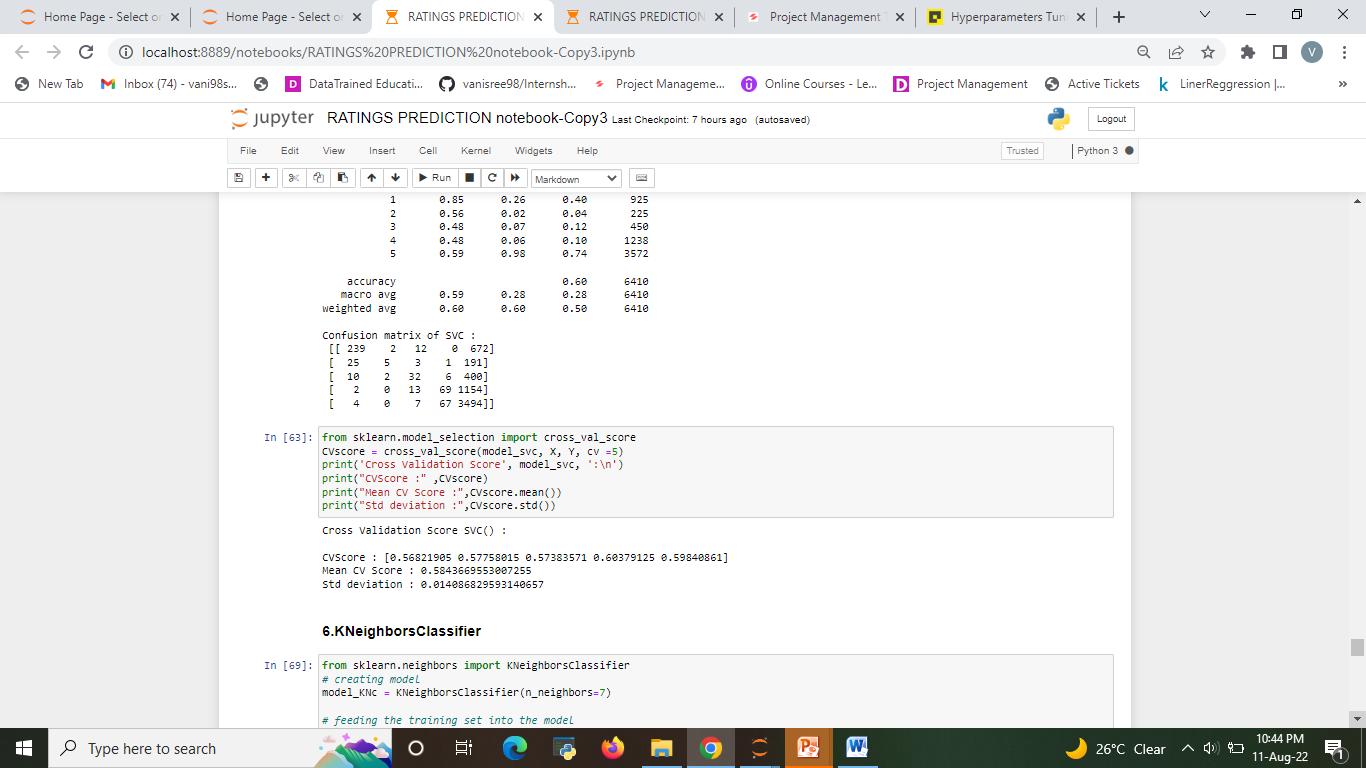 Home Page - Select or
Home Page - Select or
RATINGS PREDICTION
RATINGS PREDICTION
Project Management T
Hyperparameters Tuni
localhost:8889/notebooks/RATINGS%20PREDICTION%20notebook-Copy3.ipynb
V
New Tab
Inbox (74) - vani98s...
D DataTrained Educati...
vanisree98/Internsh...
Project Manageme...
Online Courses - Le...
D Project Management
Active Tickets
k LinerReggression |...
»
jupyter RATINGS PREDICTION notebook-Copy3 Last Checkpoint: 7 hours ago (autosaved)
Logout
File Edit View Insert Cell Kernel Widgets Help
Trusted
Python 3
Run
Markdown
1 0.85 0.26 0.40 925
2 0.56 0.02 0.04 225
3 0.48 0.07 0.12 450
4 0.48 0.06 0.10 1238
5 0.59 0.98 0.74 3572
accuracy 0.60 6410
macro avg 0.59 0.28 0.28 6410
weighted avg 0.60 0.60 0.50 6410
Confusion matrix of SVC :
[[ 239 2 12 0 672]
[ 25 5 3 1 191]
[ 10 2 32 6 400]
[ 2 0 13 69 1154]
[ 4 0 7 67 3494]]
In [63]: from sklearn.model_selection import cross_val_score
CVscore = cross_val_score(model_svc, X, Y, cv =5)
print('Cross Validation Score', model_svc, ':\n')
print("CVScore :" ,CVscore)
print("Mean CV Score :",CVscore.mean())
print("Std deviation :",CVscore.std())
Cross Validation Score SVC() :
CVScore : [0.56821905 0.57758015 0.57383571 0.60379125 0.59840861]
Mean CV Score : 0.5843669553007255
Std deviation : 0.014086829593140657
6.KNeighborsClassifier
In [69]: from sklearn.neighbors import KNeighborsClassifier
# creating model
model_KNc = KNeighborsClassifier(n_neighbors=7)
# feeding the training set into the model
Type here to search
26°C Clear
10:44 PM
11-Aug-22
1